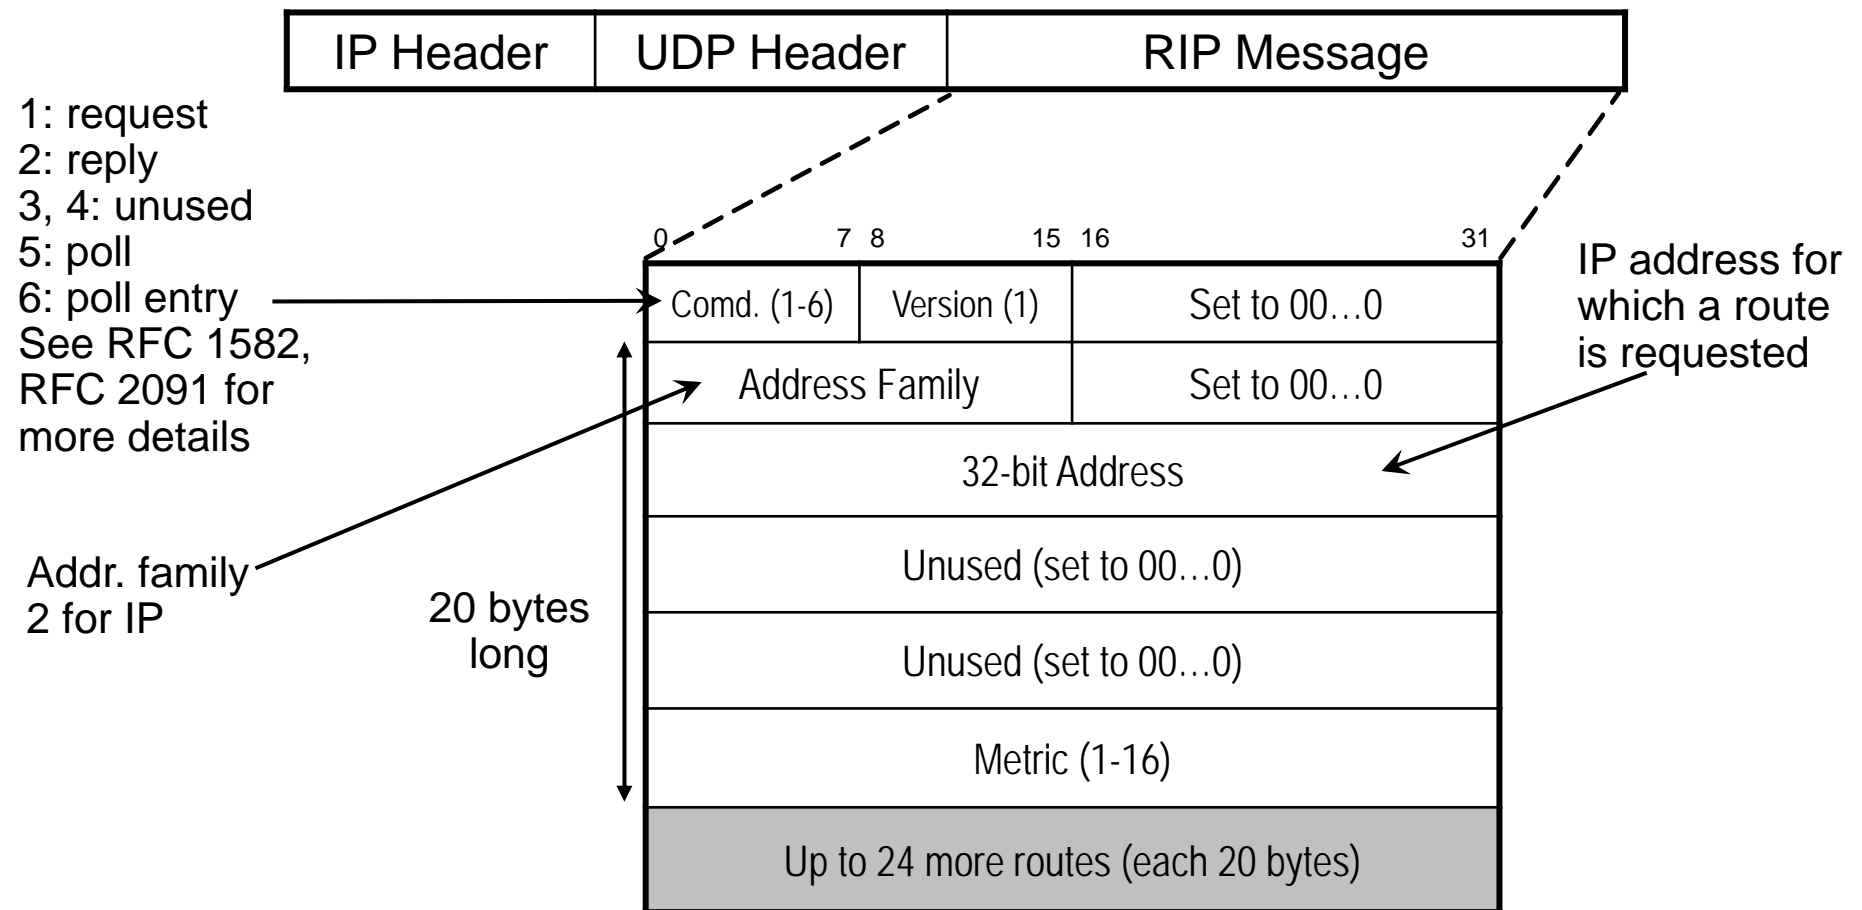 IP Header UDP Header RIP Message
1: request
2: reply
3, 4: unused
5: poll
6: poll entry
See RFC 1582,
RFC 2091 for
more details
0 7 8 15 16 31
Comd. (1-6) Version (1) Set to 00…0
Address Family Set to 00…0
32-bit Address
Unused (set to 00…0)
Unused (set to 00…0)
Metric (1-16)
Up to 24 more routes (each 20 bytes)
IP address for
which a route
is requested
Addr. family
2 for IP
20 bytes
long